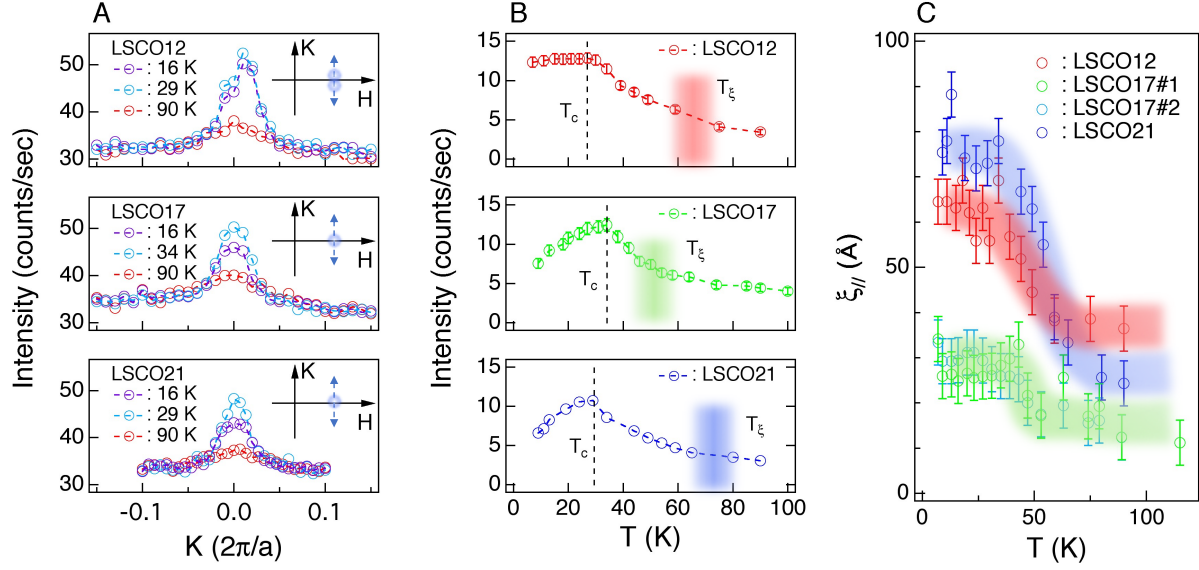 A
Intensity (counts/sec)
LSCO12
: 16 K
: 29 K
: 90 K
K
H
50
40
30
LSCO17
: 16 K
: 34 K
: 90 K
K
H
50
40
30
LSCO21
: 16 K
: 29 K
: 90 K
K
H
50
40
30
-0.1 0.0 0.1
K (2π/a)
B
Intensity (counts/sec)
15
10
5
0
: LSCO12
Tξ
Tc
15
10
5
0
: LSCO17
Tξ
Tc
15
10
5
0
: LSCO21
Tξ
Tc
0 20 40 60 80 100
T (K)
C
ξ// (Å)
100
50
0
: LSCO12
: LSCO17#1
: LSCO17#2
: LSCO21
0 50 100
T (K)